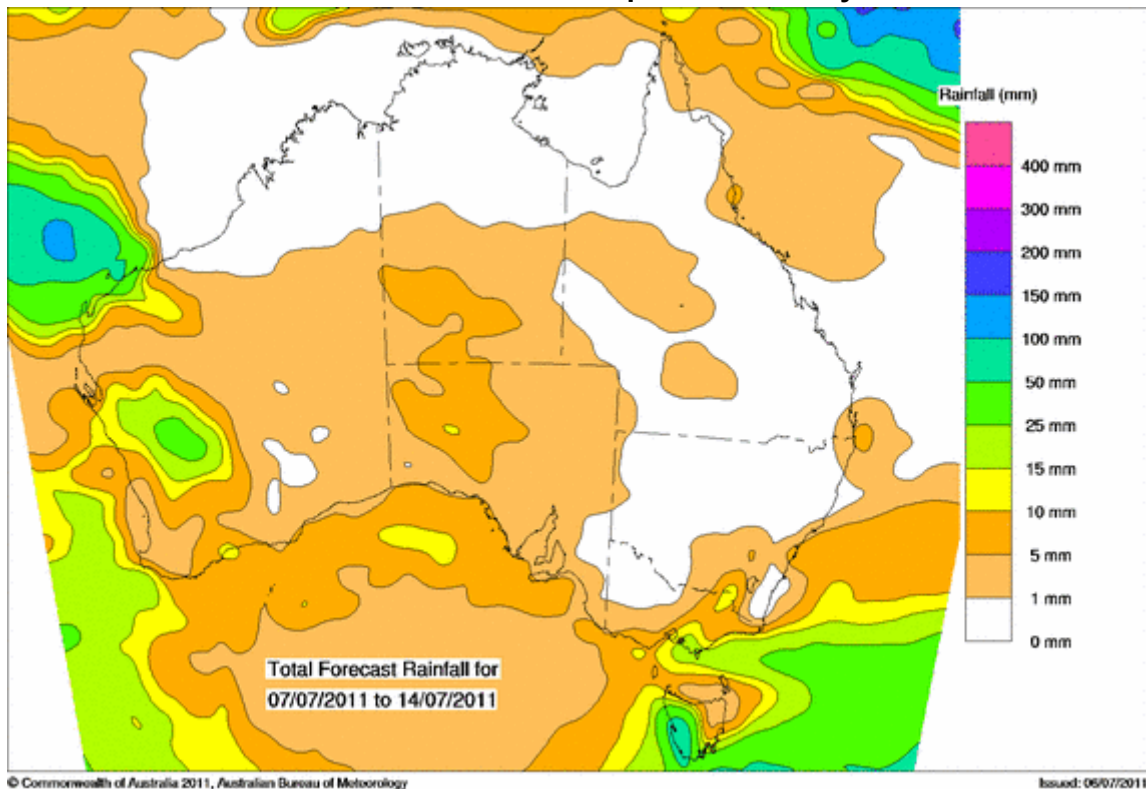 Rainfall (mm)
400 mm
300 mm
200 mm
150 mm
100 mm
50 mm
25 mm
15 mm
10 mm
5 mm
1 mm
0 mm
Total Forecast Rainfall for
07/07/2011 to 14/07/2011
© Commonwealth of Australia 2011, Australian Bureau of Meteorology
Issued: 06/07/2011